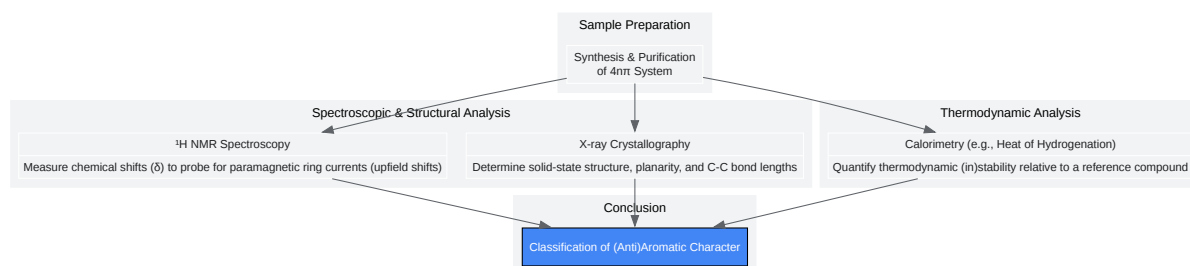 Sample Preparation
Synthesis & Purification
of 4nπ System
Spectroscopic & Structural Analysis
Thermodynamic Analysis
¹H NMR Spectroscopy
Measure chemical shifts (δ) to probe for paramagnetic ring currents (upfield shifts)
X-ray Crystallography
Determine solid-state structure, planarity, and C-C bond lengths
Calorimetry (e.g., Heat of Hydrogenation)
Quantify thermodynamic (in)stability relative to a reference compound
Conclusion
Classification of (Anti)Aromatic Character